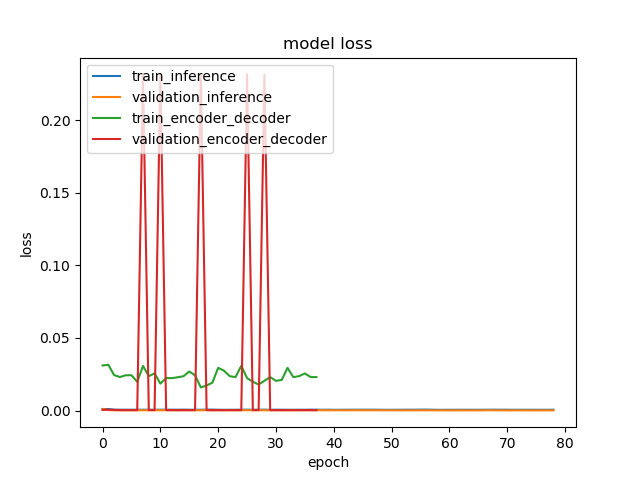 model loss
train_inference
validation_inference
train_encoder_decoder
validation_encoder_decoder
0.20
0.15
0.10
0.05
0.00
loss
0 10 20 30 40 50 60 70 80
epoch